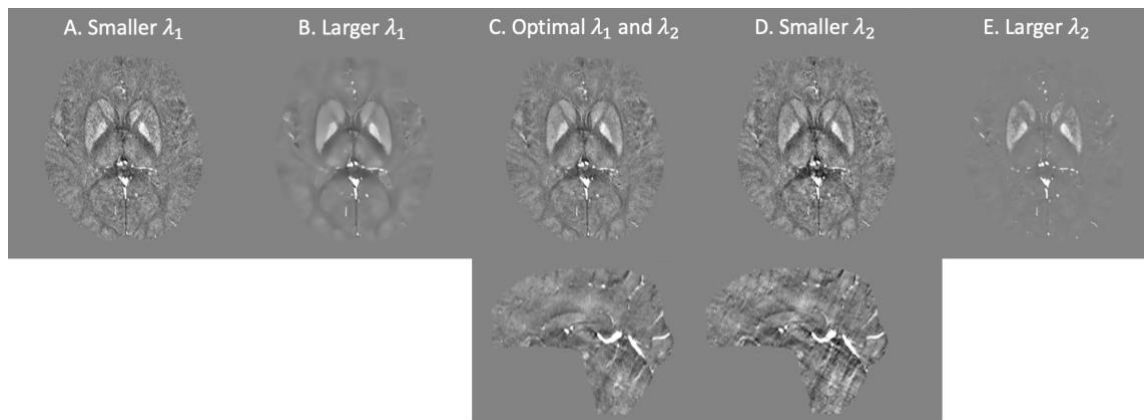 A. Smaller λ₁
B. Larger λ₁
C. Optimal λ₁ and λ₂
D. Smaller λ₂
E. Larger λ₂